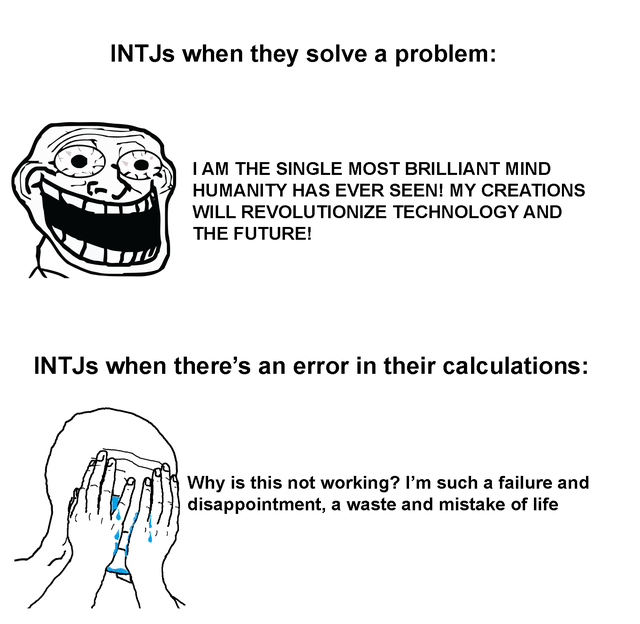 INTJs when they solve a problem:
I AM THE SINGLE MOST BRILLIANT MIND
HUMANITY HAS EVER SEEN! MY CREATIONS
WILL REVOLUTIONIZE TECHNOLOGY AND
THE FUTURE!
INTJs when there’s an error in their calculations:
Why is this not working? I’m such a failure and
disappointment, a waste and mistake of life